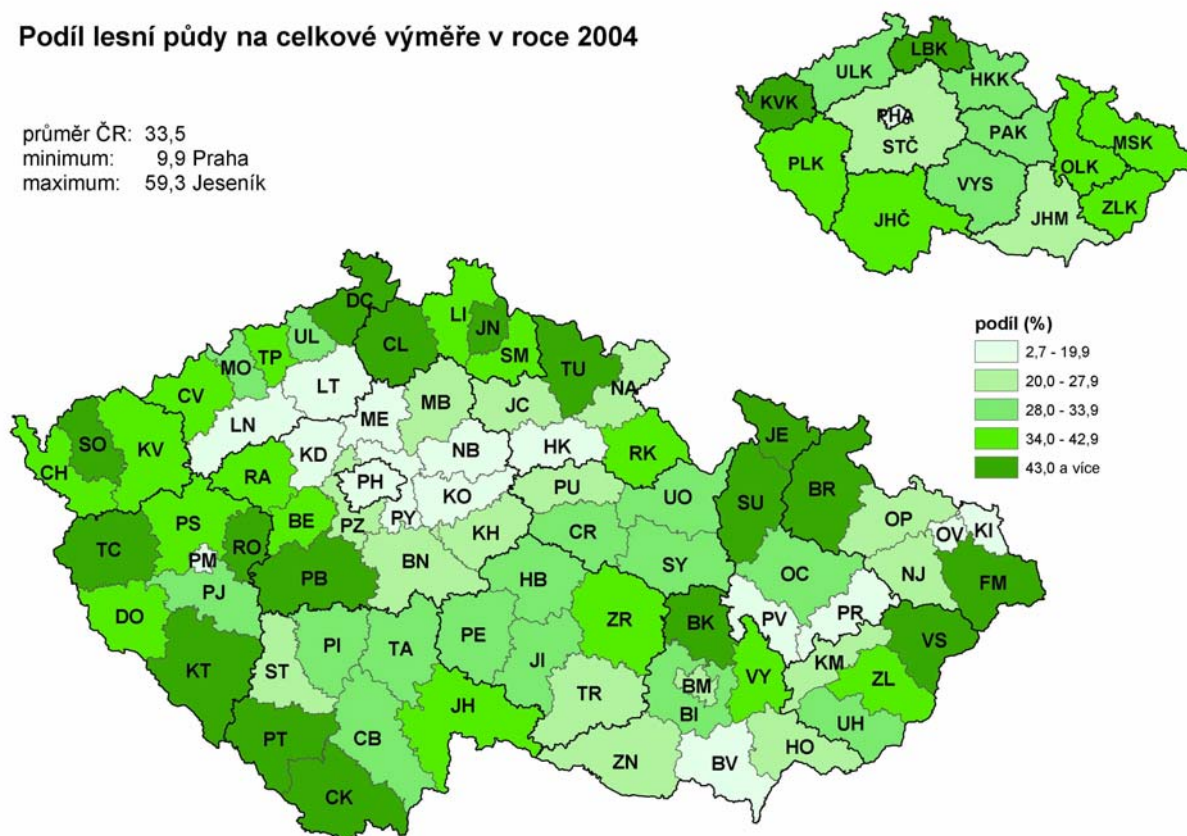 Podíl lesní půdy na celkové výměře v roce 2004
průměr ČR: 33,5
minimum: 9,9 Praha
maximum: 59,3 Jeseník
LBK
ULK
HKK
KVK
PHA
PAK
STČ
MSK
PLK
OLK
VYS
ZLK
JHČ
JHM
podíl (%)
2,7 - 19,9
20,0 - 27,9
28,0 - 33,9
34,0 - 42,9
43,0 a více
DC
LI
JN
UL
CL
TP
SM
MO
TU
NA
LT
CV
MB
JC
ME
LN
SO
KV
NB
HK
KD
RK
JE
CH
RA
PH
KO
PU
UO
SU
BR
PS
BE
PZ
PY
KH
OP
TC
RO
CR
OV
KI
PM
BN
SY
OC
NJ
PB
HB
FM
PJ
DO
ZR
BK
PV
PR
PI
TA
PE
VS
KT
ST
JI
KM
VY
ZL
BM
TR
JH
BI
UH
PT
CB
HO
ZN
BV
CK